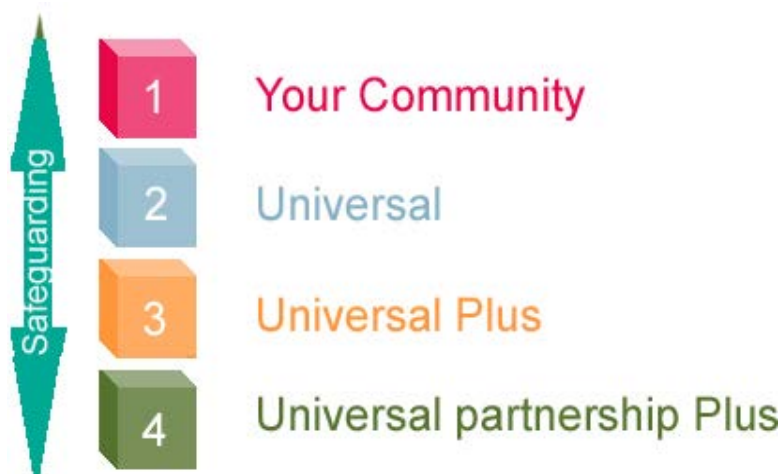 Safeguarding
1 Your Community
2 Universal
3 Universal Plus
4 Universal partnership Plus